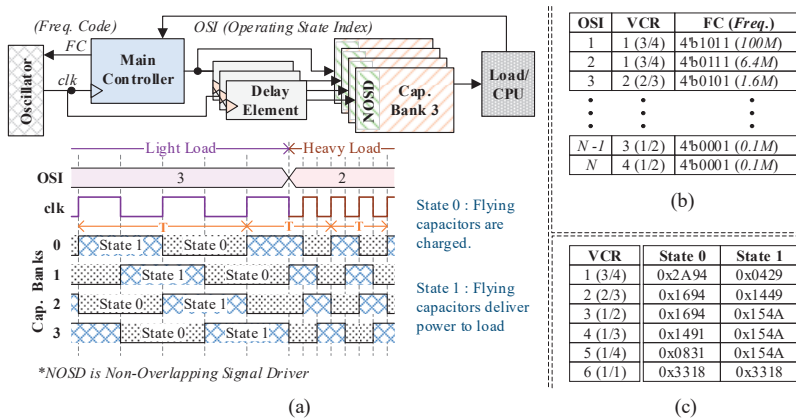 (Freq. Code)
FC
clk
Oscillator
Main Controller
OSI (Operating State Index)
Delay Element
NOSD
Cap. Bank 3
Load/ CPU
Light Load
Heavy Load
OSI
3
2
clk
T
T
T
Cap. Banks
0
State 1
State 0
1
State 1
State 0
2
State 0
State 1
3
State 0
State 1
State 0 : Flying capacitors are charged.
State 1 : Flying capacitors deliver power to load
*NOSD is Non-Overlapping Signal Driver
(a)
OSI VCR FC (Freq.)
1 1 (3/4) 4'b1011 (100M)
2 1 (3/4) 4'b0111 (6.4M)
3 2 (2/3) 4'b0101 (1.6M)
N-1 3 (1/2) 4'b0001 (0.1M)
N 4 (1/2) 4'b0001 (0.1M)
(b)
VCR State 0 State 1
1 (3/4) 0x2A94 0x0429
2 (2/3) 0x1694 0x1449
3 (1/2) 0x1694 0x154A
4 (1/3) 0x1491 0x154A
5 (1/4) 0x0831 0x154A
6 (1/1) 0x3318 0x3318
(c)